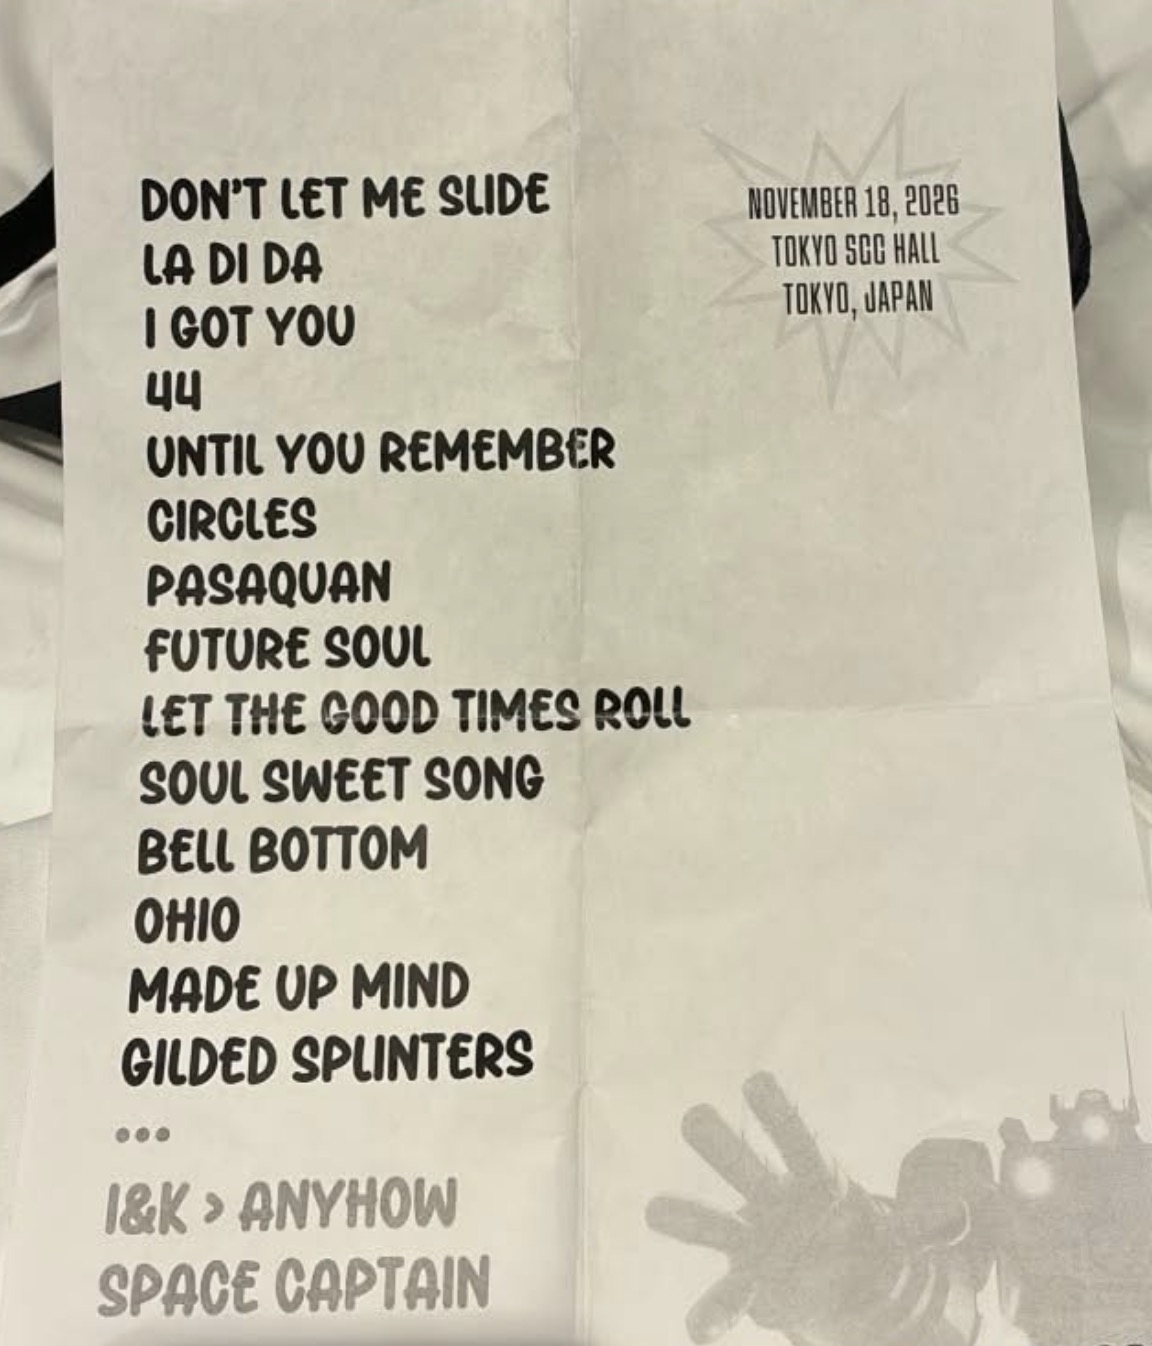 DON'T LET ME SLIDE
LA DI DA
I GOT YOU
44
UNTIL YOU REMEMBER
CIRCLES
PASAQUAN
FUTURE SOUL
LET THE GOOD TIMES ROLL
SOUL SWEET SONG
BELL BOTTOM
OHIO
MADE UP MIND
GILDED SPLINTERS
...
I&K > ANYHOW
SPACE CAPTAIN
NOVEMBER 18, 2026
TOKYO SGC HALL
TOKYO, JAPAN